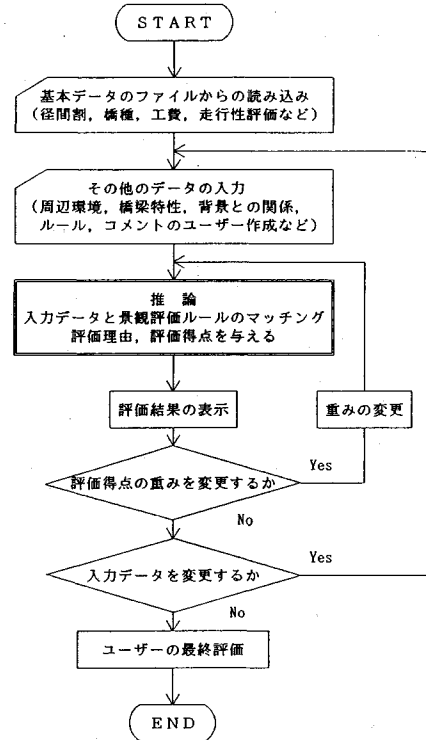 START
基本データのファイルからの読み込み
(径間割, 橋種, 工費, 走行性評価など)
その他のデータの入力
(周辺環境, 橋梁特性, 背景との関係,
ルール, コメントのユーザー作成など)
推 論
入力データと景観評価ルールのマッチング
評価理由, 評価得点を与える
評価結果の表示
重みの変更
評価得点の重みを変更するか
Yes
No
入力データを変更するか
Yes
No
ユーザーの最終評価
END